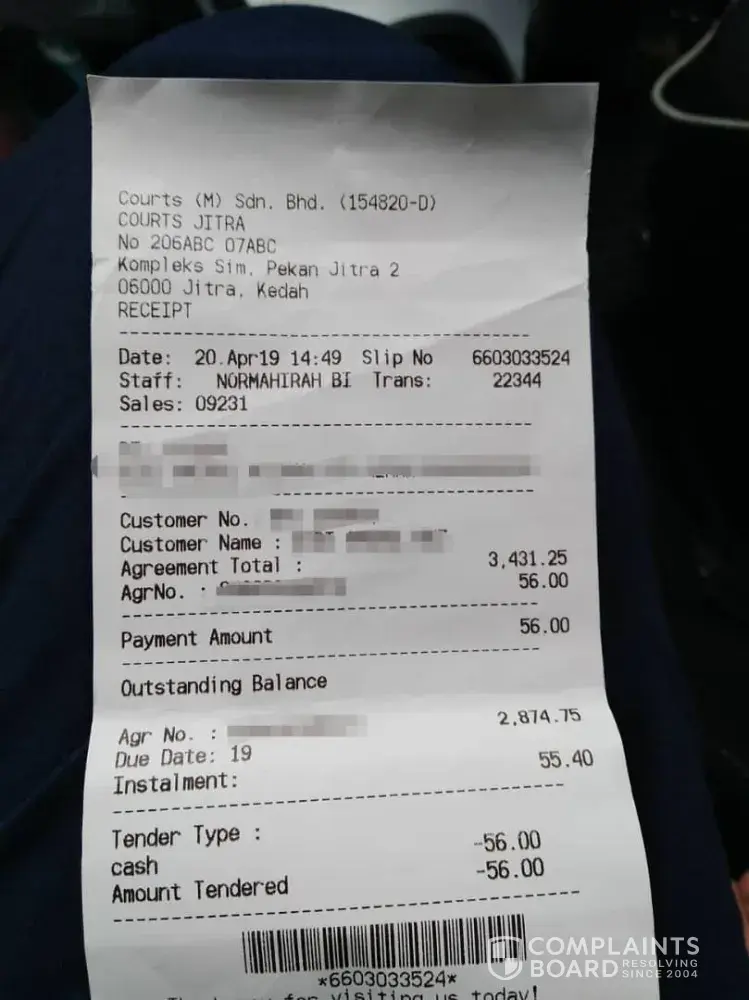 Courts (M) Sdn. Bhd. (154820-D)
COURTS JITRA
No 206ABC 07ABC
Kompleks Sim, Pekan Jitra 2
06000 Jitra, Kedah
RECEIPT
Date: 20.Apr19 14:49 Slip No 6603033524
Staff: NORMAHIRAH BI Trans: 22344
Sales: 09231
Customer No.
Customer Name :
Agreement Total : 3,431.25
AgrNo. : 56.00
Payment Amount 56.00
Outstanding Balance
Agr No. : 2,874.75
Due Date: 19
Instalment: 55.40
Tender Type :
cash -56.00
Amount Tendered -56.00
*6603033524*
for visiting us today!
COMPLAINTS
BOARD RESOLVING
SINCE 2004